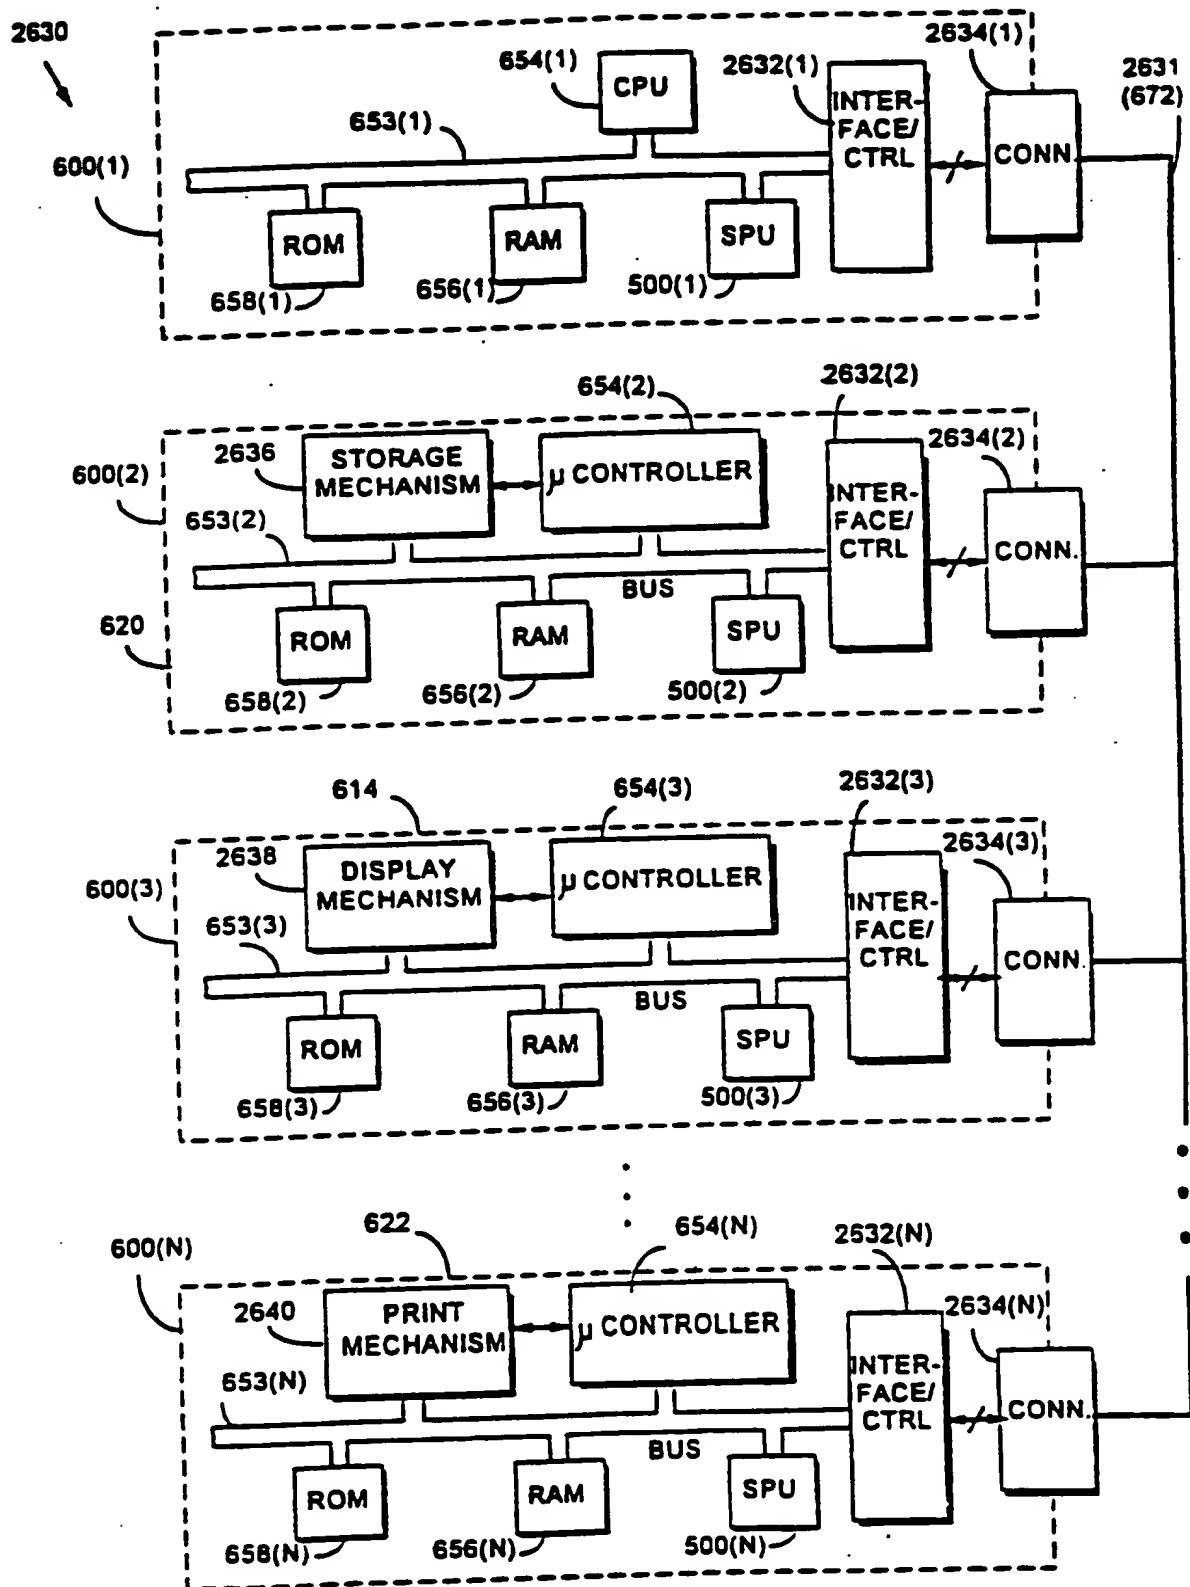 2630
654(1)
CPU
2632(1)
2634(1)
2631
(672)
INTER-
FACE/
CTRL
653(1)
600(1)
CONN.
ROM
RAM
SPU
658(1)
656(1)
500(1)
654(2)
2632(2)
2636
STORAGE
MECHANISM
μ CONTROLLER
2634(2)
600(2)
INTER-
FACE/
CTRL
653(2)
CONN.
BUS
620
ROM
RAM
SPU
658(2)
656(2)
500(2)
614
654(3)
2632(3)
2638
DISPLAY
MECHANISM
μ CONTROLLER
2634(3)
600(3)
INTER-
FACE/
CTRL
653(3)
CONN.
BUS
ROM
RAM
SPU
658(3)
656(3)
500(3)
622
654(N)
2532(N)
600(N)
2640
PRINT
MECHANISM
μ CONTROLLER
2634(N)
INTER-
FACE/
CTRL
653(N)
CONN.
BUS
ROM
RAM
SPU
658(N)
656(N)
500(N)